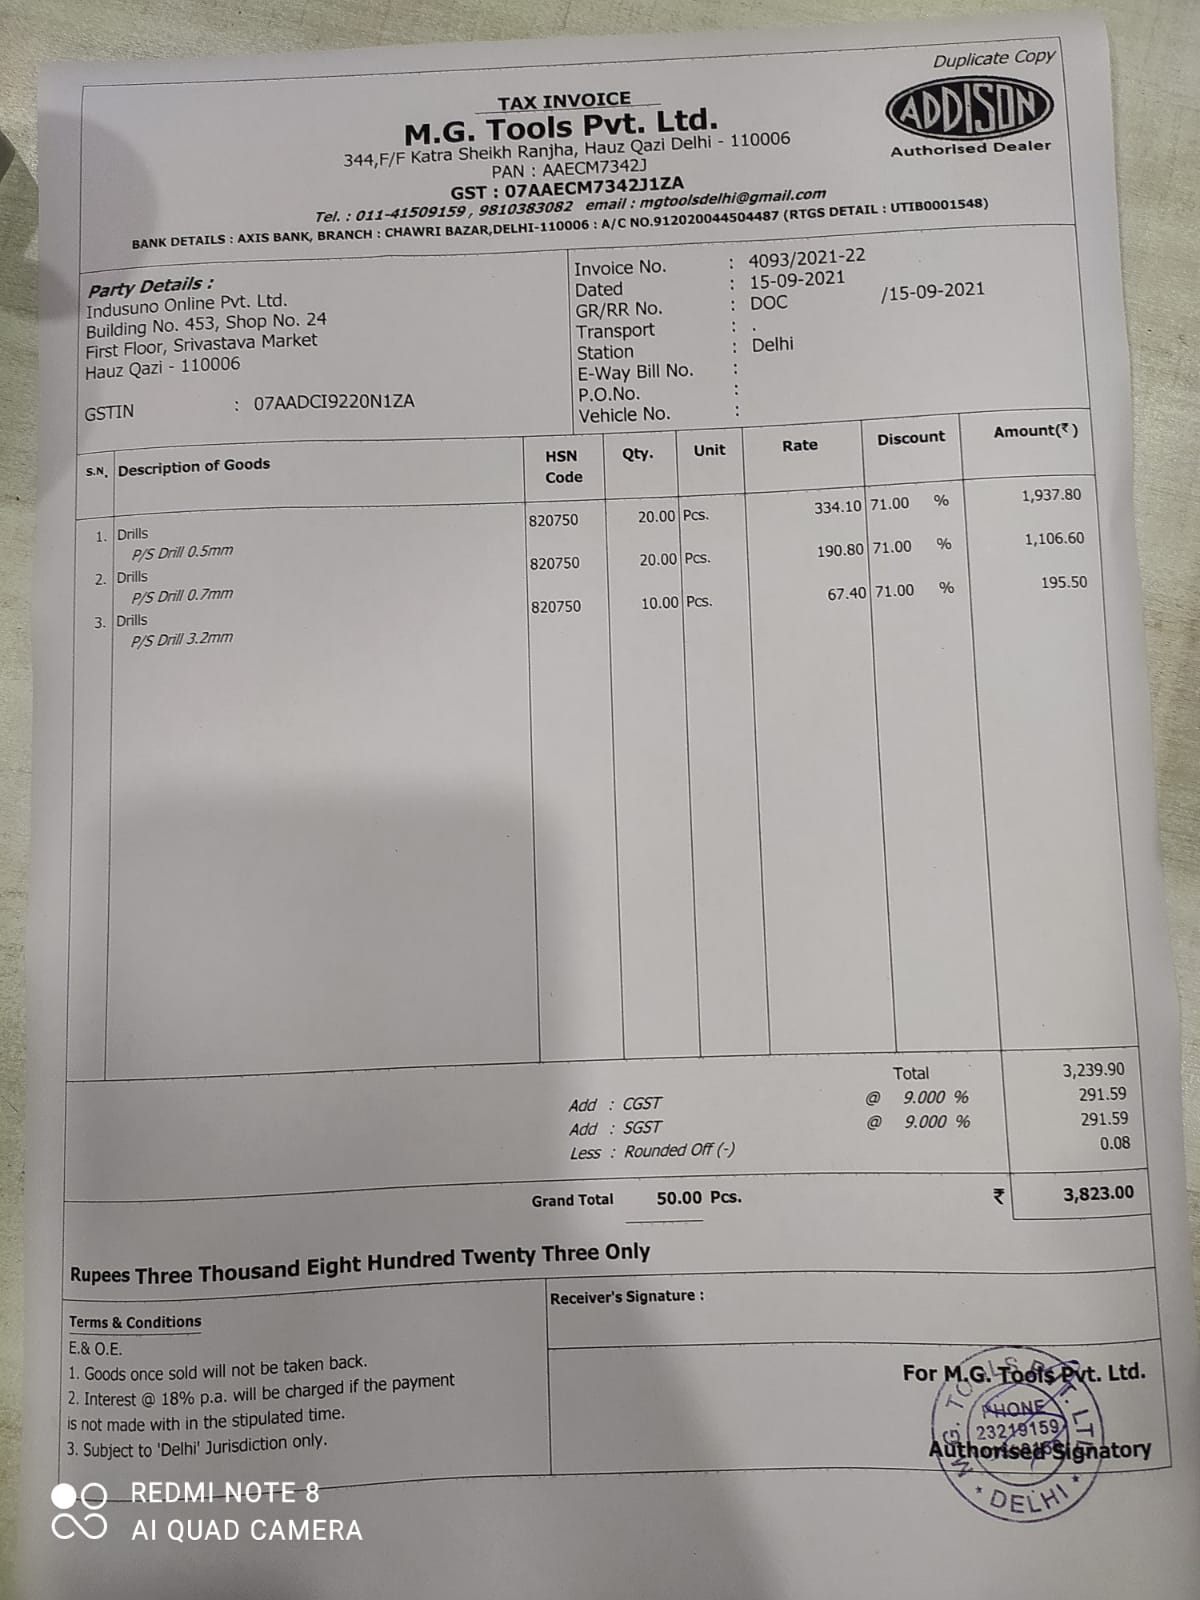 Duplicate Copy
TAX INVOICE
M.G. Tools Pvt. Ltd.
344,F/F Katra Sheikh Ranjha, Hauz Qazi Delhi - 110006
PAN : AAECM7342J
GST : 07AAECM7342J1ZA
Tel. : 011-41509159 , 9810383082 email : mgtoolsdelhi@gmail.com
BANK DETAILS : AXIS BANK, BRANCH : CHAWRI BAZAR,DELHI-110006 : A/C NO.912020044504487 (RTGS DETAIL : UTIB0001548)
ADDISON
Authorised Dealer
Party Details :
Indusuno Online Pvt. Ltd.
Building No. 453, Shop No. 24
First Floor, Srivastava Market
Hauz Qazi - 110006
GSTIN : 07AADCI9220N1ZA
Invoice No. : 4093/2021-22
Dated : 15-09-2021
GR/RR No. : DOC /15-09-2021
Transport : .
Station : Delhi
E-Way Bill No. :
P.O.No. :
Vehicle No. :
S.N. Description of Goods HSN Code Qty. Unit Rate Discount Amount(₹)
1. Drills 820750 20.00 Pcs. 334.10 71.00 % 1,937.80
P/S Drill 0.5mm
2. Drills 820750 20.00 Pcs. 190.80 71.00 % 1,106.60
P/S Drill 0.7mm
3. Drills 820750 10.00 Pcs. 67.40 71.00 % 195.50
P/S Drill 3.2mm
Total 3,239.90
Add : CGST @ 9.000 % 291.59
Add : SGST @ 9.000 % 291.59
Less : Rounded Off (-) 0.08
Grand Total 50.00 Pcs. ₹ 3,823.00
Rupees Three Thousand Eight Hundred Twenty Three Only
Terms & Conditions
E.& O.E.
1. Goods once sold will not be taken back.
2. Interest @ 18% p.a. will be charged if the payment
is not made with in the stipulated time.
3. Subject to 'Delhi' Jurisdiction only.
Receiver's Signature :
For M.G. Tools Pvt. Ltd.
Authorised Signatory
M.G. TOOLS PVT. LTD.
PHONE
23219159
* DELHI *
REDMI NOTE 8
AI QUAD CAMERA